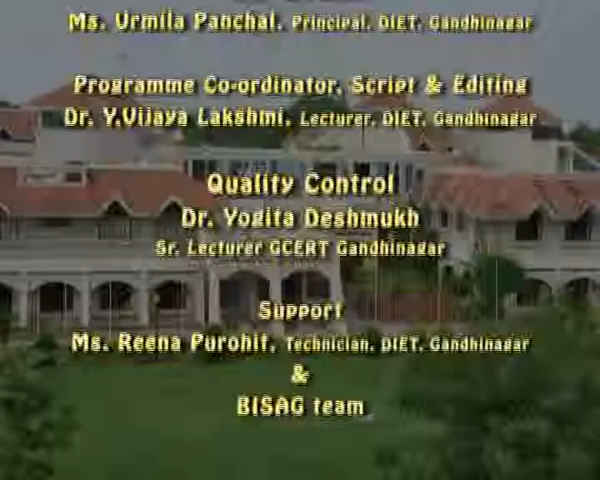 Ms. Urmila Panchal, Principal, DIET, Gandhinagar
Programme Co-ordinator, Script & Editing
Dr. Y.Vijaya Lakshmi, Lecturer, DIET, Gandhinagar
Quality Control
Dr. Yogita Deshmukh
Sr. Lecturer GCERT Gandhinagar
Support
Ms. Reena Purohit, Technician, DIET, Gandhinagar
&
BISAG team